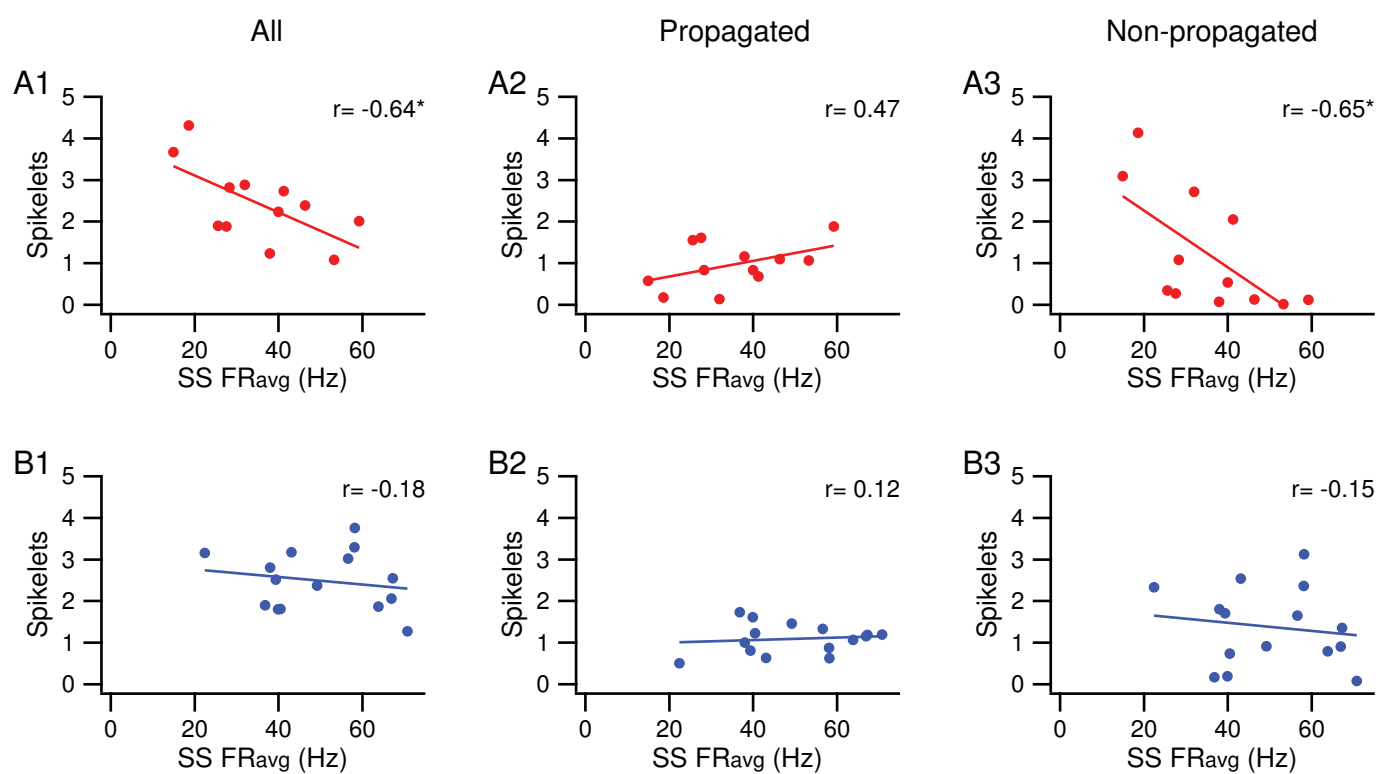 All Propagated Non-propagated
A1 A2 A3
r= -0.64* r= 0.47 r= -0.65*
5 5 5
4 4 4
3 3 3
2 2 2
1 1 1
0 0 0
Spikelets Spikelets Spikelets
0 20 40 60 0 20 40 60 0 20 40 60
SS FRavg (Hz) SS FRavg (Hz) SS FRavg (Hz)
B1 B2 B3
r= -0.18 r= 0.12 r= -0.15
5 5 5
4 4 4
3 3 3
2 2 2
1 1 1
0 0 0
Spikelets Spikelets Spikelets
0 20 40 60 0 20 40 60 0 20 40 60
SS FRavg (Hz) SS FRavg (Hz) SS FRavg (Hz)